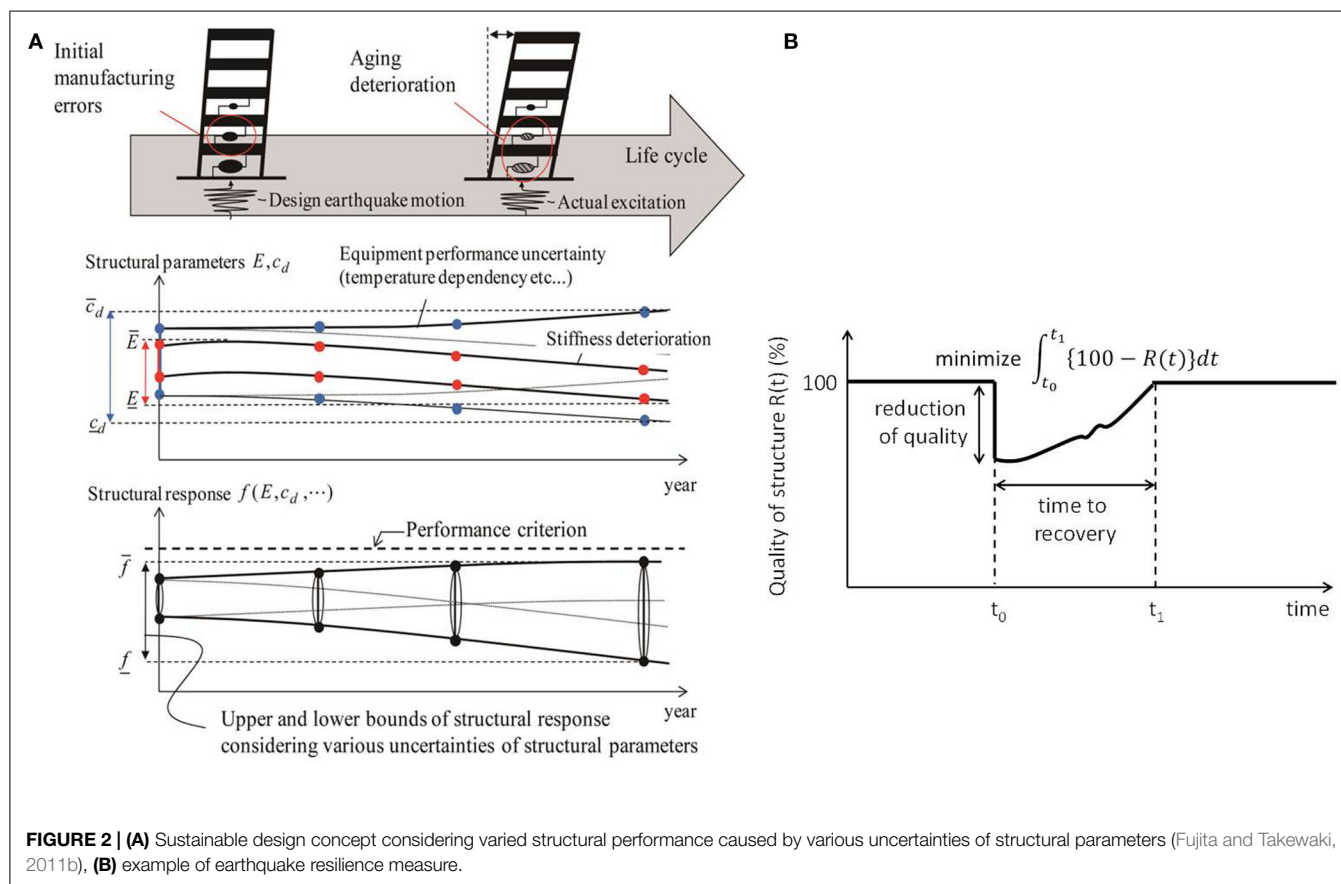 A
Initial
manufacturing
errors
Aging
deterioration
Life cycle
~Design earthquake motion
~Actual excitation
Structural parameters E, c_d
Equipment performance uncertainty
(temperature dependency etc...)
c̅_d
E̅
Stiffness deterioration
E̲
c̲_d
year
Structural response f(E, c_d, ⋯)
Performance criterion
f̅
f̲
year
Upper and lower bounds of structural response
considering various uncertainties of structural parameters
B
Quality of structure R(t) (%)
minimize ∫_{t_0}^{t_1} {100 − R(t)}dt
100
reduction
of quality
time to
recovery
t_0
t_1
time
FIGURE 2 | (A) Sustainable design concept considering varied structural performance caused by various uncertainties of structural parameters (Fujita and Takewaki,
2011b), (B) example of earthquake resilience measure.